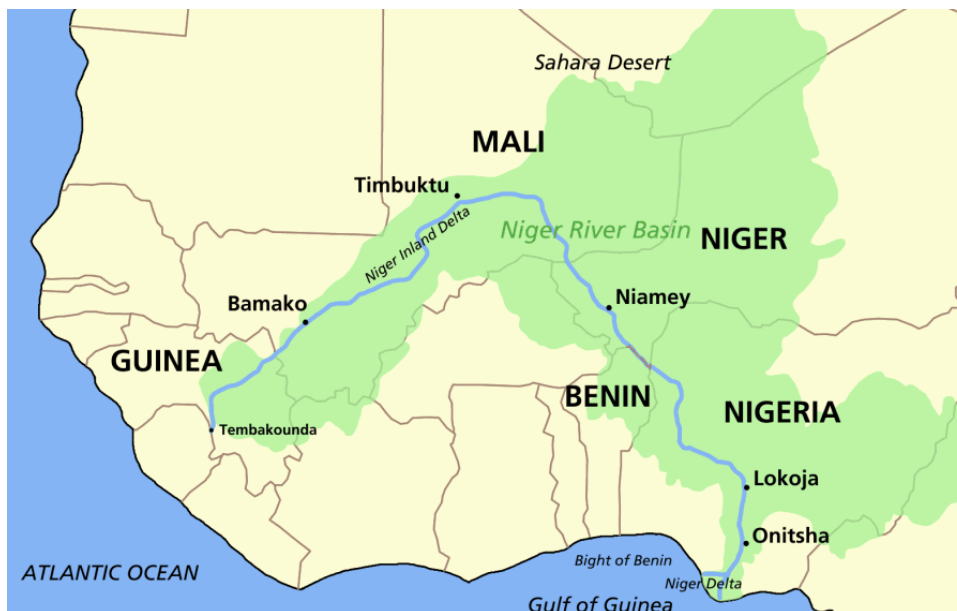 Sahara Desert
MALI
Timbuktu
Niger Inland Delta
Niger River Basin
NIGER
Bamako
Niamey
GUINEA
BENIN
NIGERIA
Tembakounda
Lokoja
Onitsha
Bight of Benin
ATLANTIC OCEAN
Niger Delta
Gulf of Guinea